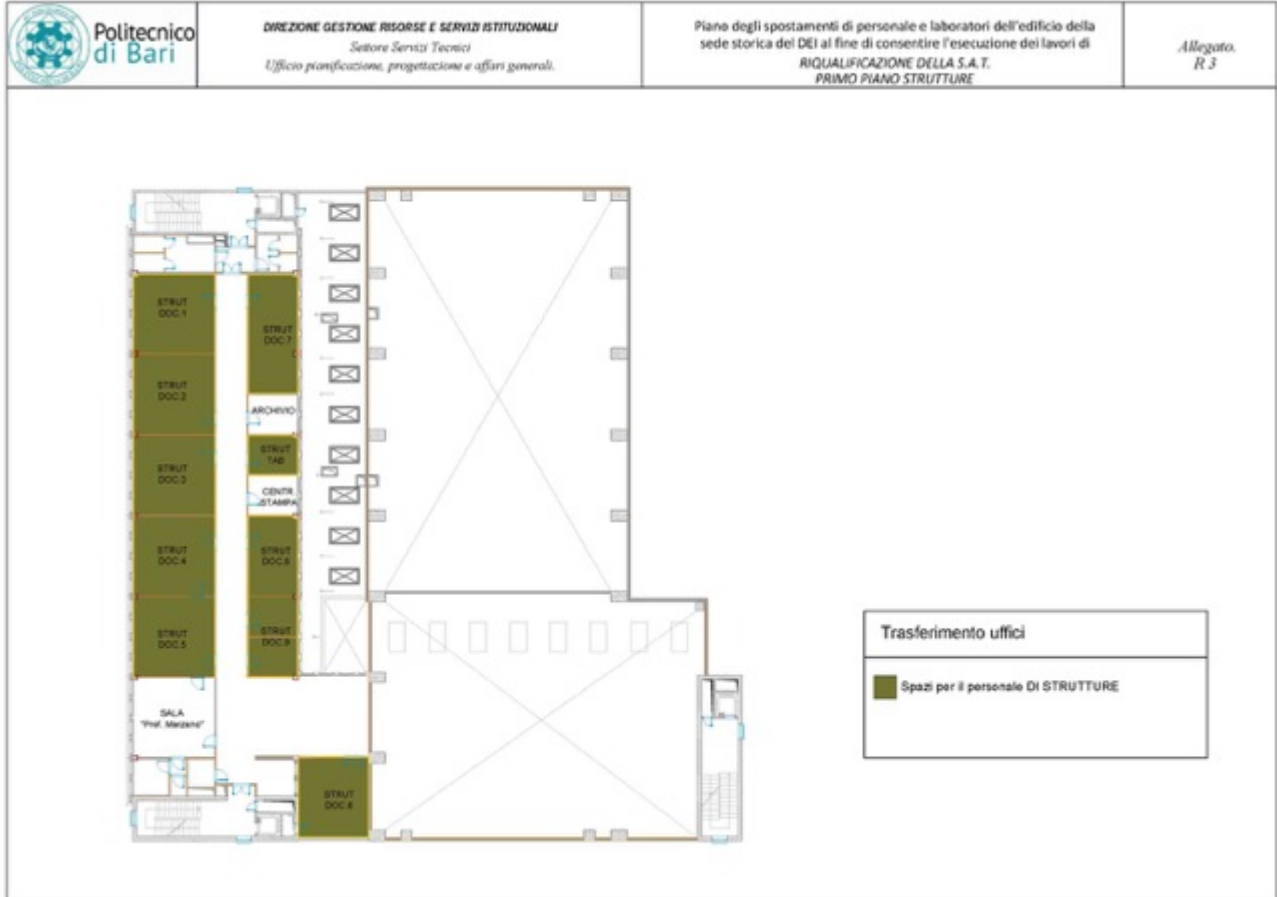 Politecnico
di Bari
DIREZIONE GESTIONE RISORSE E SERVIZI ISTITUZIONALI
Settore Servizi Tecnici
Ufficio pianificazione, progettazione e affari generali.
Piano degli spostamenti di personale e laboratori dell'edificio della
sede storica del DEI al fine di consentire l'esecuzione dei lavori di
RIQUALIFICAZIONE DELLA S.A.T.
PRIMO PIANO STRUTTURE
Allegato.
R 3
STRUT
DOC.1
STRUT
DOC.7
STRUT
DOC.2
ARCHIVIO
STRUT
TAB
STRUT
DOC.3
CENTR
STAMPA
STRUT
DOC.4
STRUT
DOC.8
STRUT
DOC.5
STRUT
DOC.9
SALA
"Prof. Marzano"
STRUT
DOC.6
Trasferimento uffici
Spazi per il personale DI STRUTTURE